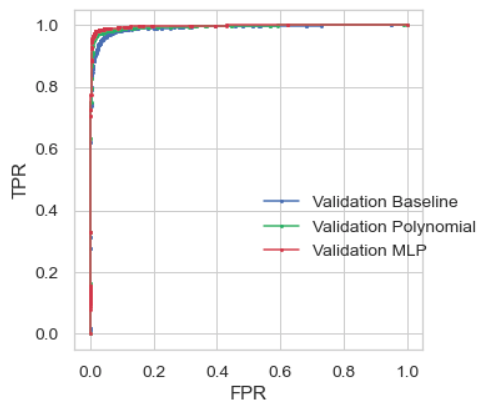 1.0
0.8
0.6
0.4
0.2
0.0
TPR
Validation Baseline
Validation Polynomial
Validation MLP
0.0 0.2 0.4 0.6 0.8 1.0
FPR